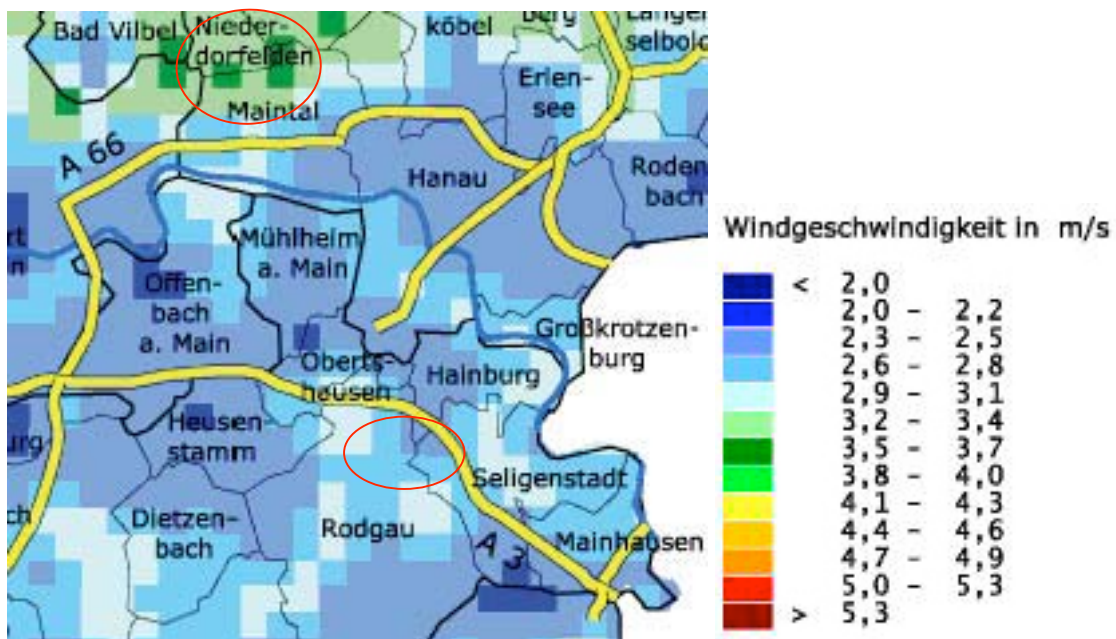 Bad Vilbel
Nieder-
dorfelden
köbel
Maintal
Erlen-
see
selbold
A 66
Hanau
Roden-
bach
Mühlheim
a. Main
Offen-
bach
a. Main
Großkrotzen-
burg
Oberts-
hausen
Hainburg
Heusen-
stamm
urg
Seligenstadt
Dietzen-
bach
Rodgau
A 3
Mainhausen
ch
rt
Windgeschwindigkeit in m/s
< 2,0
2,0 - 2,2
2,3 - 2,5
2,6 - 2,8
2,9 - 3,1
3,2 - 3,4
3,5 - 3,7
3,8 - 4,0
4,1 - 4,3
4,4 - 4,6
4,7 - 4,9
5,0 - 5,3
> 5,3